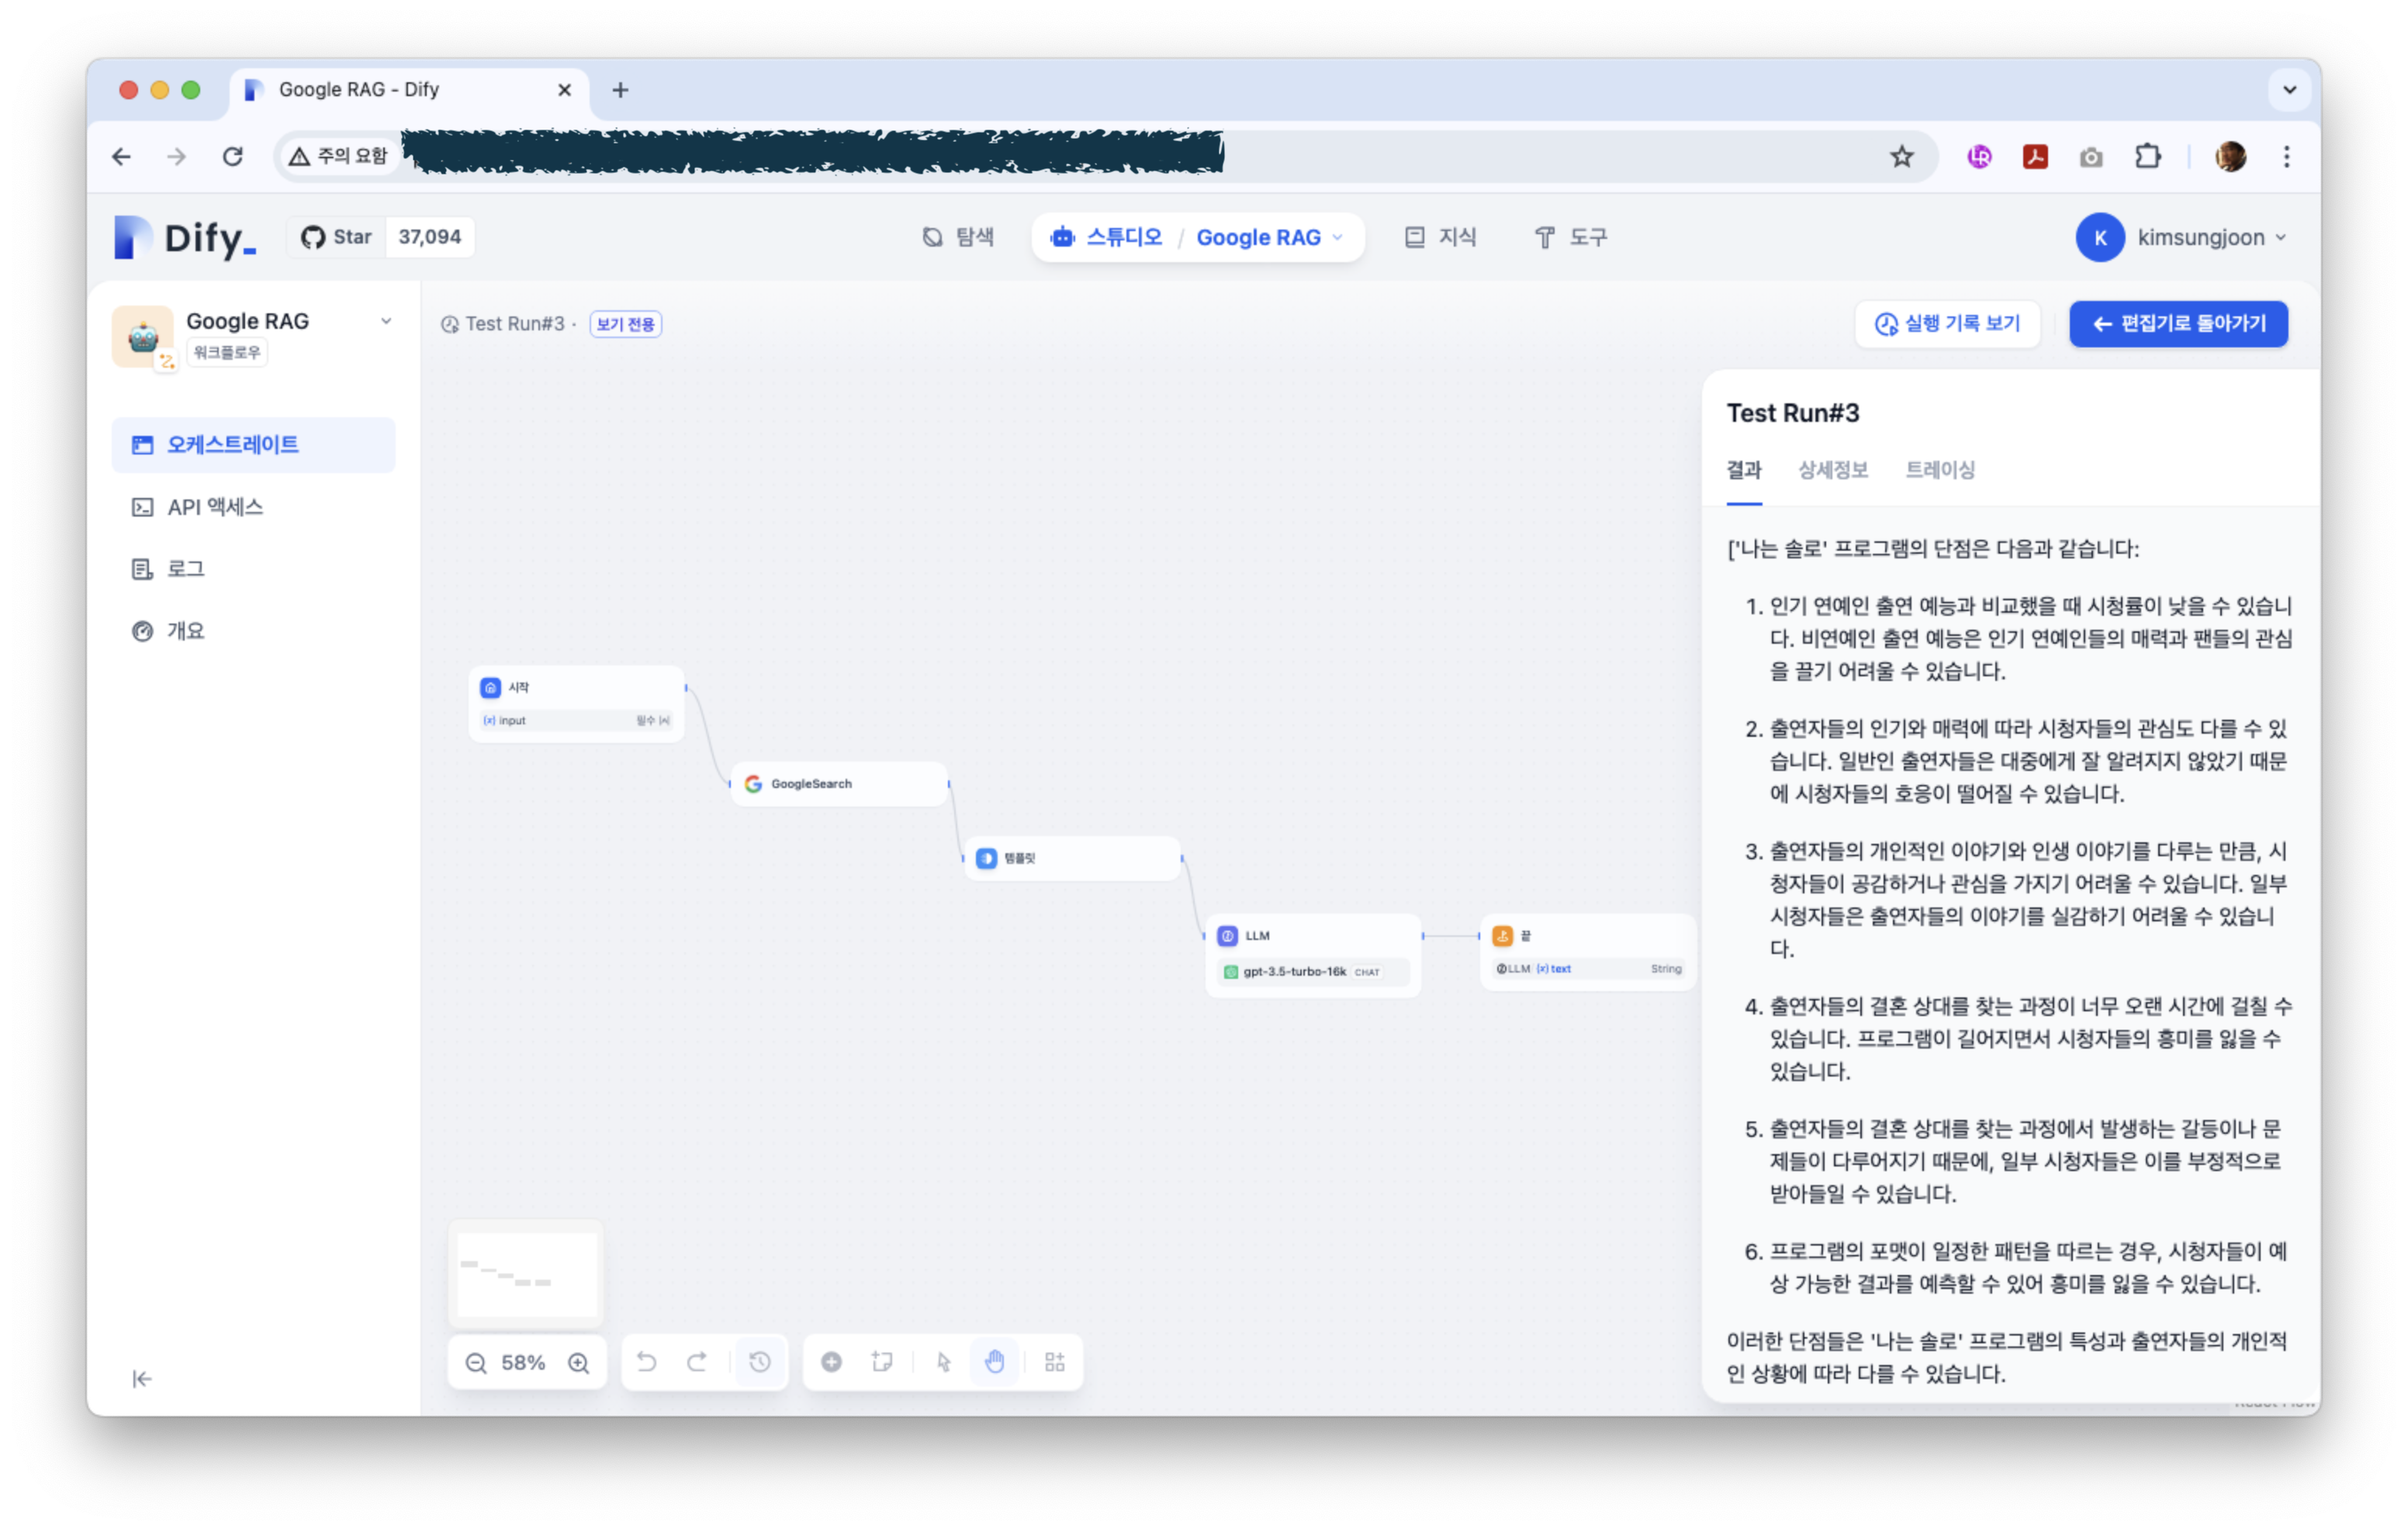 Google RAG - Dify
주의 요함
Dify_
Star 37,094
탐색
스튜디오 / Google RAG
지식
도구
K kimsungjoon
Google RAG
워크플로우
Test Run#3 · 보기 전용
실행 기록 보기
← 편집기로 돌아가기
오케스트레이트
API 액세스
로그
개요
시작
{x} input 필수
GoogleSearch
템플릿
LLM
gpt-3.5-turbo-16k CHAT
끝
LLM {x} text String
58%
Test Run#3
결과 상세정보 트레이싱
['나는 솔로' 프로그램의 단점은 다음과 같습니다:
1. 인기 연예인 출연 예능과 비교했을 때 시청률이 낮을 수 있습니
다. 비연예인 출연 예능은 인기 연예인들의 매력과 팬들의 관심
을 끌기 어려울 수 있습니다.
2. 출연자들의 인기와 매력에 따라 시청자들의 관심도 다를 수 있
습니다. 일반인 출연자들은 대중에게 잘 알려지지 않았기 때문
에 시청자들의 호응이 떨어질 수 있습니다.
3. 출연자들의 개인적인 이야기와 인생 이야기를 다루는 만큼, 시
청자들이 공감하거나 관심을 가지기 어려울 수 있습니다. 일부
시청자들은 출연자들의 이야기를 실감하기 어려울 수 있습니
다.
4. 출연자들의 결혼 상대를 찾는 과정이 너무 오랜 시간에 걸칠 수
있습니다. 프로그램이 길어지면서 시청자들의 흥미를 잃을 수
있습니다.
5. 출연자들의 결혼 상대를 찾는 과정에서 발생하는 갈등이나 문
제들이 다루어지기 때문에, 일부 시청자들은 이를 부정적으로
받아들일 수 있습니다.
6. 프로그램의 포맷이 일정한 패턴을 따르는 경우, 시청자들이 예
상 가능한 결과를 예측할 수 있어 흥미를 잃을 수 있습니다.
이러한 단점들은 '나는 솔로' 프로그램의 특성과 출연자들의 개인적
인 상황에 따라 다를 수 있습니다.